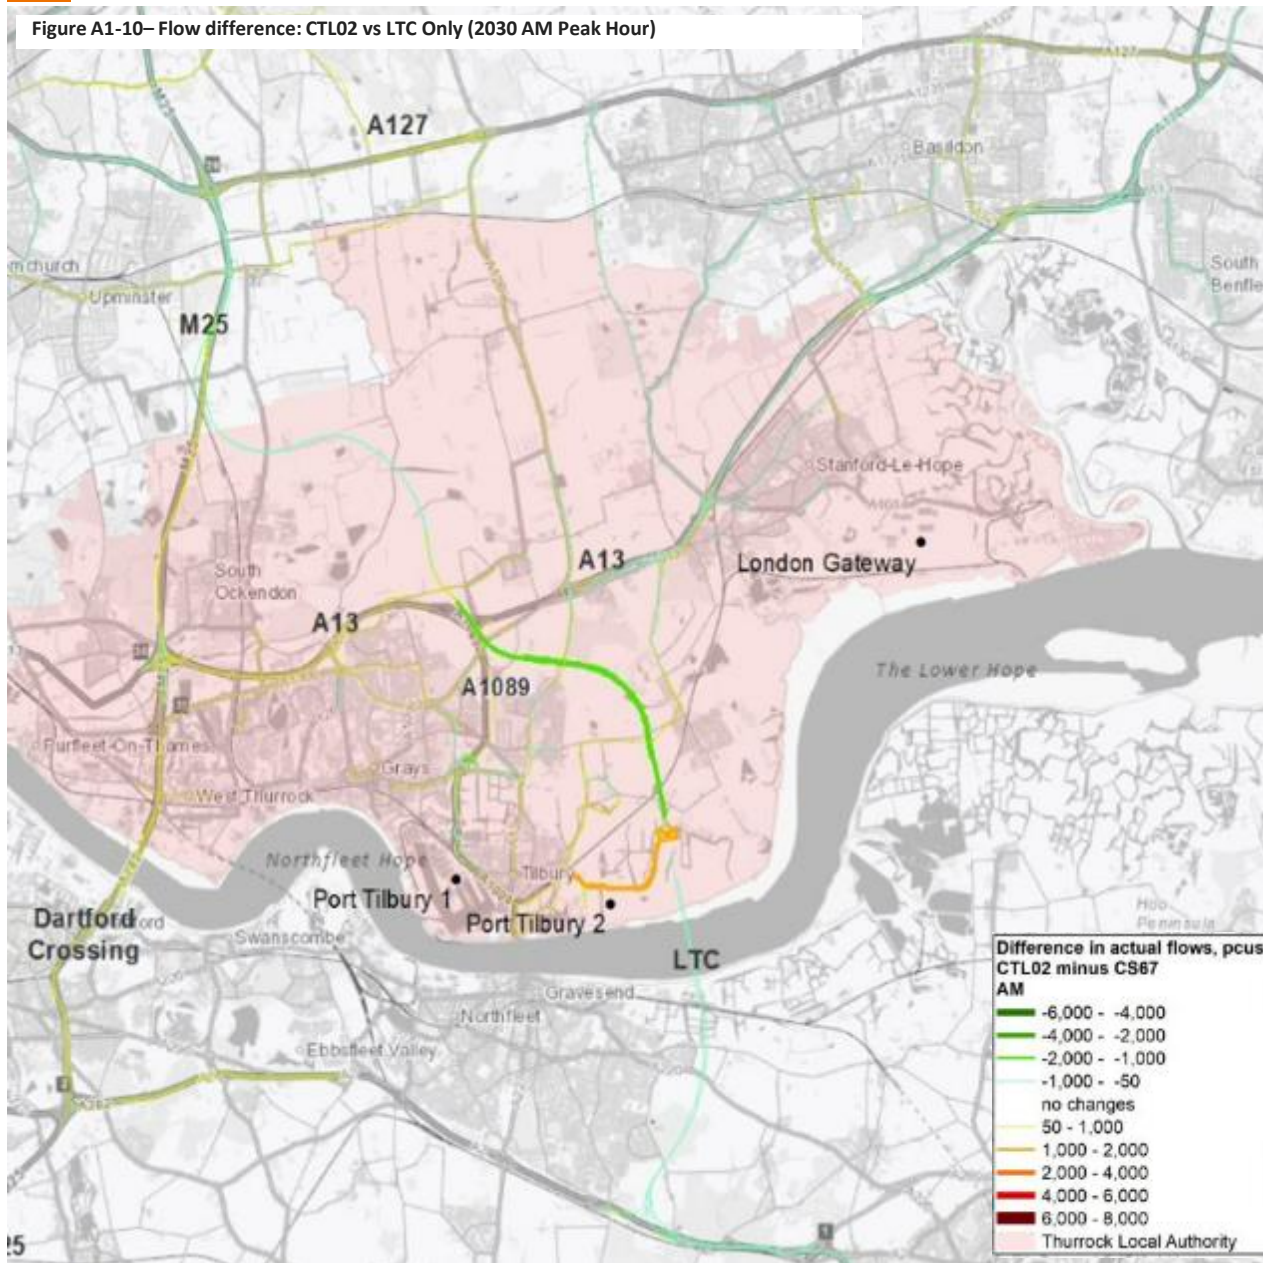 Figure A1-10– Flow difference: CTL02 vs LTC Only (2030 AM Peak Hour)
A127
Basildon
Upminster
M25
South
Benfle
Stanford-Le-Hope
South
Ockendon
A13
London Gateway
A13
The Lower Hope
A1089
Purfleet-On-Thames
Grays
West Thurrock
Northfleet Hope
Tilbury
Port Tilbury 1
Port Tilbury 2
Dartford
Crossing
Swanscombe
Hoo
Peninsula
LTC
Gravesend
Northfleet
Ebbsfleet Valley
Difference in actual flows, pcus
CTL02 minus CS67
AM
-6,000 - -4,000
-4,000 - -2,000
-2,000 - -1,000
-1,000 - -50
no changes
50 - 1,000
1,000 - 2,000
2,000 - 4,000
4,000 - 6,000
6,000 - 8,000
Thurrock Local Authority
25